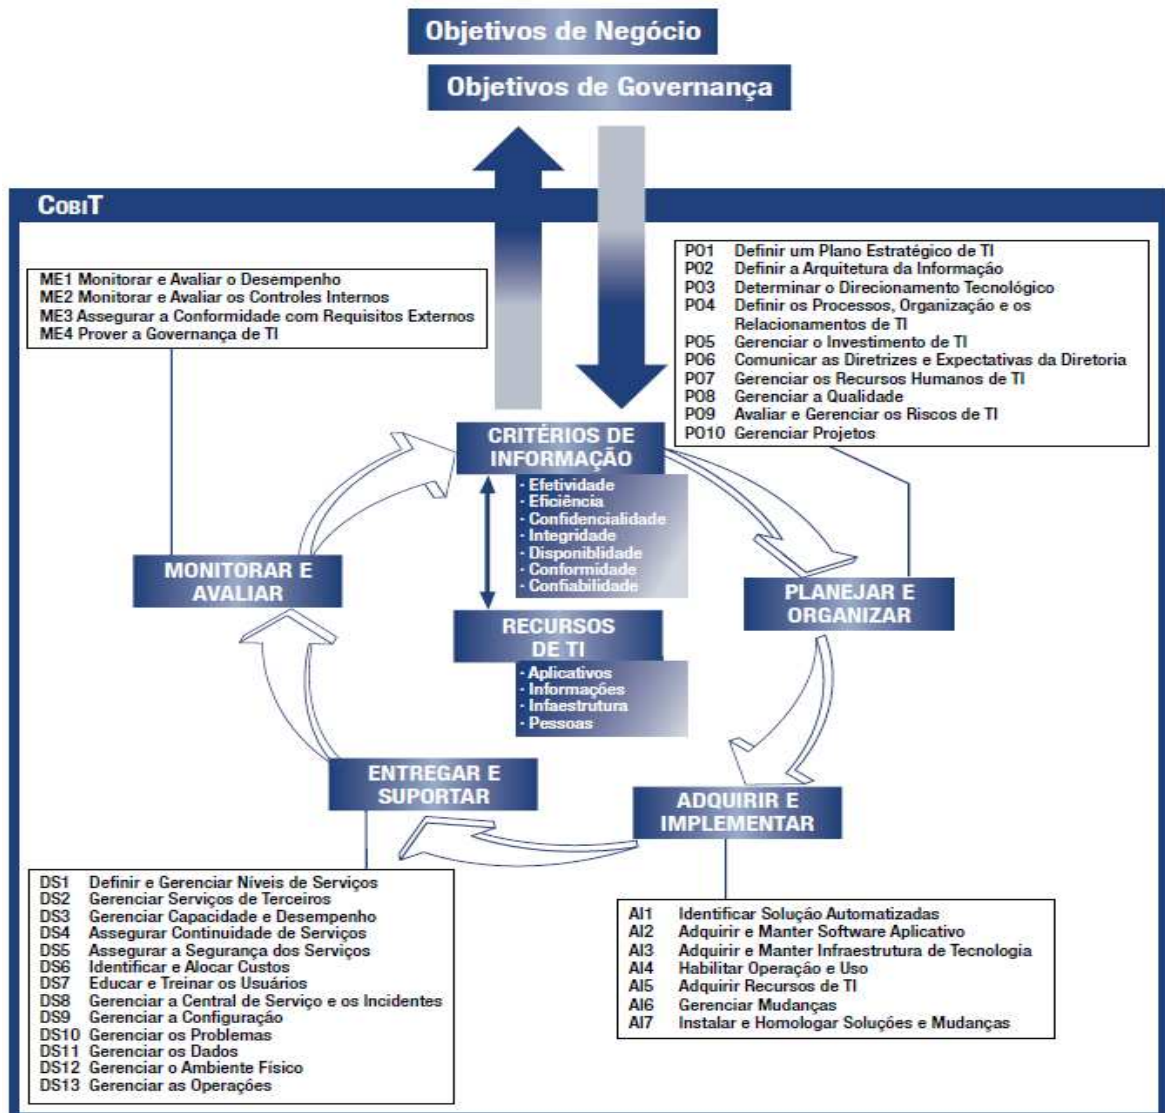 Objetivos de Negócio
Objetivos de Governança
COBIT
ME1 Monitorar e Avaliar o Desempenho
ME2 Monitorar e Avaliar os Controles Internos
ME3 Assegurar a Conformidade com Requisitos Externos
ME4 Prover a Governança de TI
PO1 Definir um Plano Estratégico de TI
PO2 Definir a Arquitetura da Informação
PO3 Determinar o Direcionamento Tecnológico
PO4 Definir os Processos, Organização e os
Relacionamentos de TI
PO5 Gerenciar o Investimento de TI
PO6 Comunicar as Diretrizes e Expectativas da Diretoria
PO7 Gerenciar os Recursos Humanos de TI
PO8 Gerenciar a Qualidade
PO9 Avaliar e Gerenciar os Riscos de TI
PO10 Gerenciar Projetos
CRITÉRIOS DE
INFORMAÇÃO
- Efetividade
- Eficiência
- Confidencialidade
- Integridade
- Disponiblidade
- Conformidade
- Confiabilidade
MONITORAR E
AVALIAR
PLANEJAR E
ORGANIZAR
RECURSOS
DE TI
- Aplicativos
- Informações
- Infaestrutura
- Pessoas
ENTREGAR E
SUPORTAR
ADQUIRIR E
IMPLEMENTAR
DS1 Definir e Gerenciar Níveis de Serviços
DS2 Gerenciar Serviços de Terceiros
DS3 Gerenciar Capacidade e Desempenho
DS4 Assegurar Continuidade de Serviços
DS5 Assegurar a Segurança dos Serviços
DS6 Identificar e Alocar Custos
DS7 Educar e Treinar os Usuários
DS8 Gerenciar a Central de Serviço e os Incidentes
DS9 Gerenciar a Configuração
DS10 Gerenciar os Problemas
DS11 Gerenciar os Dados
DS12 Gerenciar o Ambiente Físico
DS13 Gerenciar as Operações
AI1 Identificar Solução Automatizadas
AI2 Adquirir e Manter Software Aplicativo
AI3 Adquirir e Manter Infraestrutura de Tecnologia
AI4 Habilitar Operação e Uso
AI5 Adquirir Recursos de TI
AI6 Gerenciar Mudanças
AI7 Instalar e Homologar Soluções e Mudanças